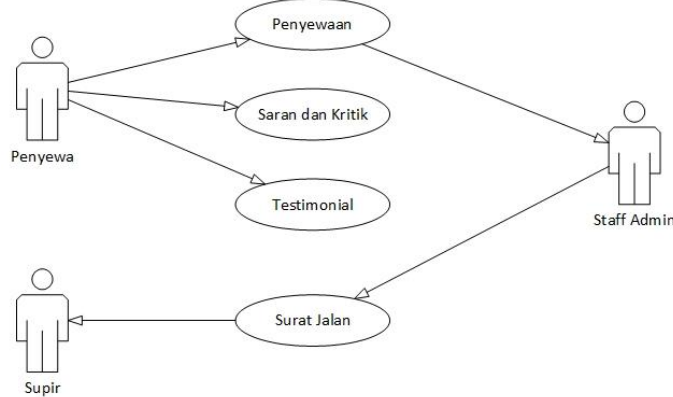 Penyewaan
Penyewa
Saran dan Kritik
Testimonial
Staff Admin
Surat Jalan
Supir